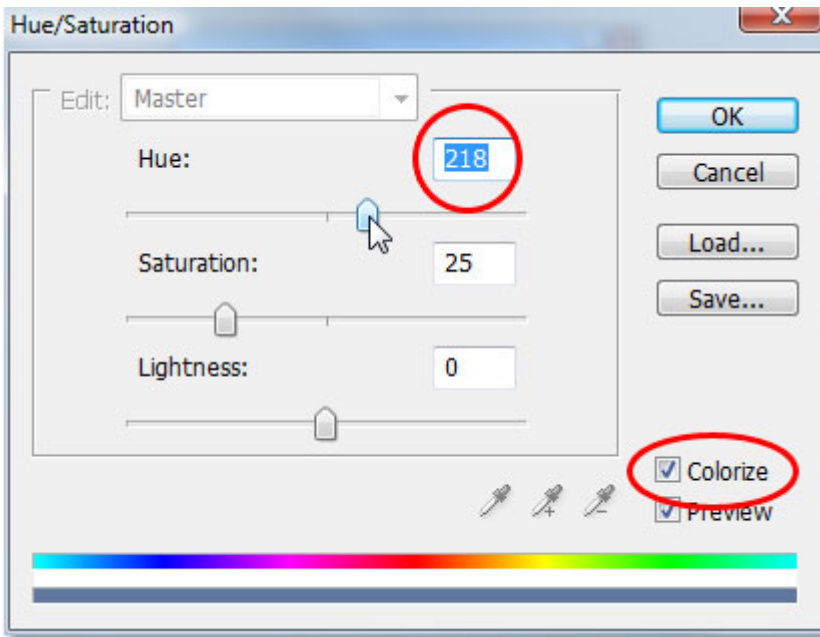 Hue/Saturation
Edit: Master
OK
Hue: 218
Cancel
Load...
Saturation: 25
Save...
Lightness: 0
Colorize
Preview